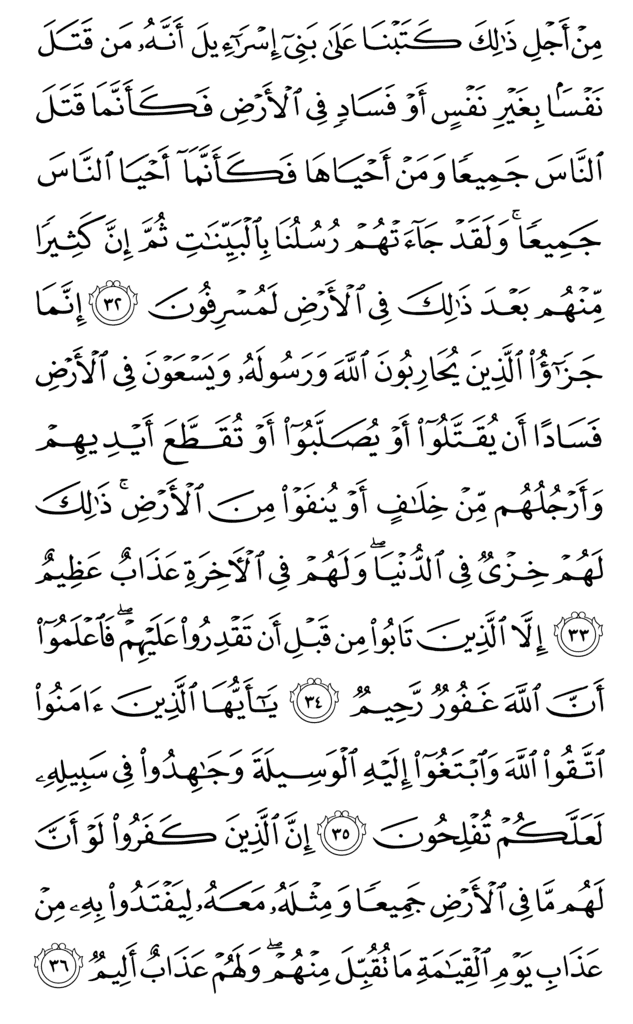 مِنۡ أَجۡلِ ذَٰلِكَ كَتَبۡنَا عَلَىٰ بَنِيٓ إِسۡرَٰٓءِيلَ أَنَّهُۥ مَن قَتَلَ
نَفۡسَۢا بِغَيۡرِ نَفۡسٍ أَوۡ فَسَادٖ فِي ٱلۡأَرۡضِ فَكَأَنَّمَا قَتَلَ
ٱلنَّاسَ جَمِيعٗا وَمَنۡ أَحۡيَاهَا فَكَأَنَّمَآ أَحۡيَا ٱلنَّاسَ
جَمِيعٗاۚ وَلَقَدۡ جَآءَتۡهُمۡ رُسُلُنَا بِٱلۡبَيِّنَٰتِ ثُمَّ إِنَّ كَثِيرٗا
مِّنۡهُم بَعۡدَ ذَٰلِكَ فِي ٱلۡأَرۡضِ لَمُسۡرِفُونَ ٣٢ إِنَّمَا
جَزَٰٓؤُاْ ٱلَّذِينَ يُحَارِبُونَ ٱللَّهَ وَرَسُولَهُۥ وَيَسۡعَوۡنَ فِي ٱلۡأَرۡضِ
فَسَادًا أَن يُقَتَّلُوٓاْ أَوۡ يُصَلَّبُوٓاْ أَوۡ تُقَطَّعَ أَيۡدِيهِمۡ
وَأَرۡجُلُهُم مِّنۡ خِلَٰفٍ أَوۡ يُنفَوۡاْ مِنَ ٱلۡأَرۡضِۚ ذَٰلِكَ
لَهُمۡ خِزۡيٞ فِي ٱلدُّنۡيَاۖ وَلَهُمۡ فِي ٱلۡأٓخِرَةِ عَذَابٌ عَظِيمٌ
٣٣ إِلَّا ٱلَّذِينَ تَابُواْ مِن قَبۡلِ أَن تَقۡدِرُواْ عَلَيۡهِمۡۖ فَٱعۡلَمُوٓاْ
أَنَّ ٱللَّهَ غَفُورٞ رَّحِيمٞ ٣٤ يَٰٓأَيُّهَا ٱلَّذِينَ ءَامَنُواْ
ٱتَّقُواْ ٱللَّهَ وَٱبۡتَغُوٓاْ إِلَيۡهِ ٱلۡوَسِيلَةَ وَجَٰهِدُواْ فِي سَبِيلِهِۦ
لَعَلَّكُمۡ تُفۡلِحُونَ ٣٥ إِنَّ ٱلَّذِينَ كَفَرُواْ لَوۡ أَنَّ
لَهُم مَّا فِي ٱلۡأَرۡضِ جَمِيعٗا وَمِثۡلَهُۥ مَعَهُۥ لِيَفۡتَدُواْ بِهِۦ مِنۡ
عَذَابِ يَوۡمِ ٱلۡقِيَٰمَةِ مَا تُقُبِّلَ مِنۡهُمۡۖ وَلَهُمۡ عَذَابٌ أَلِيمٞ ٣٦